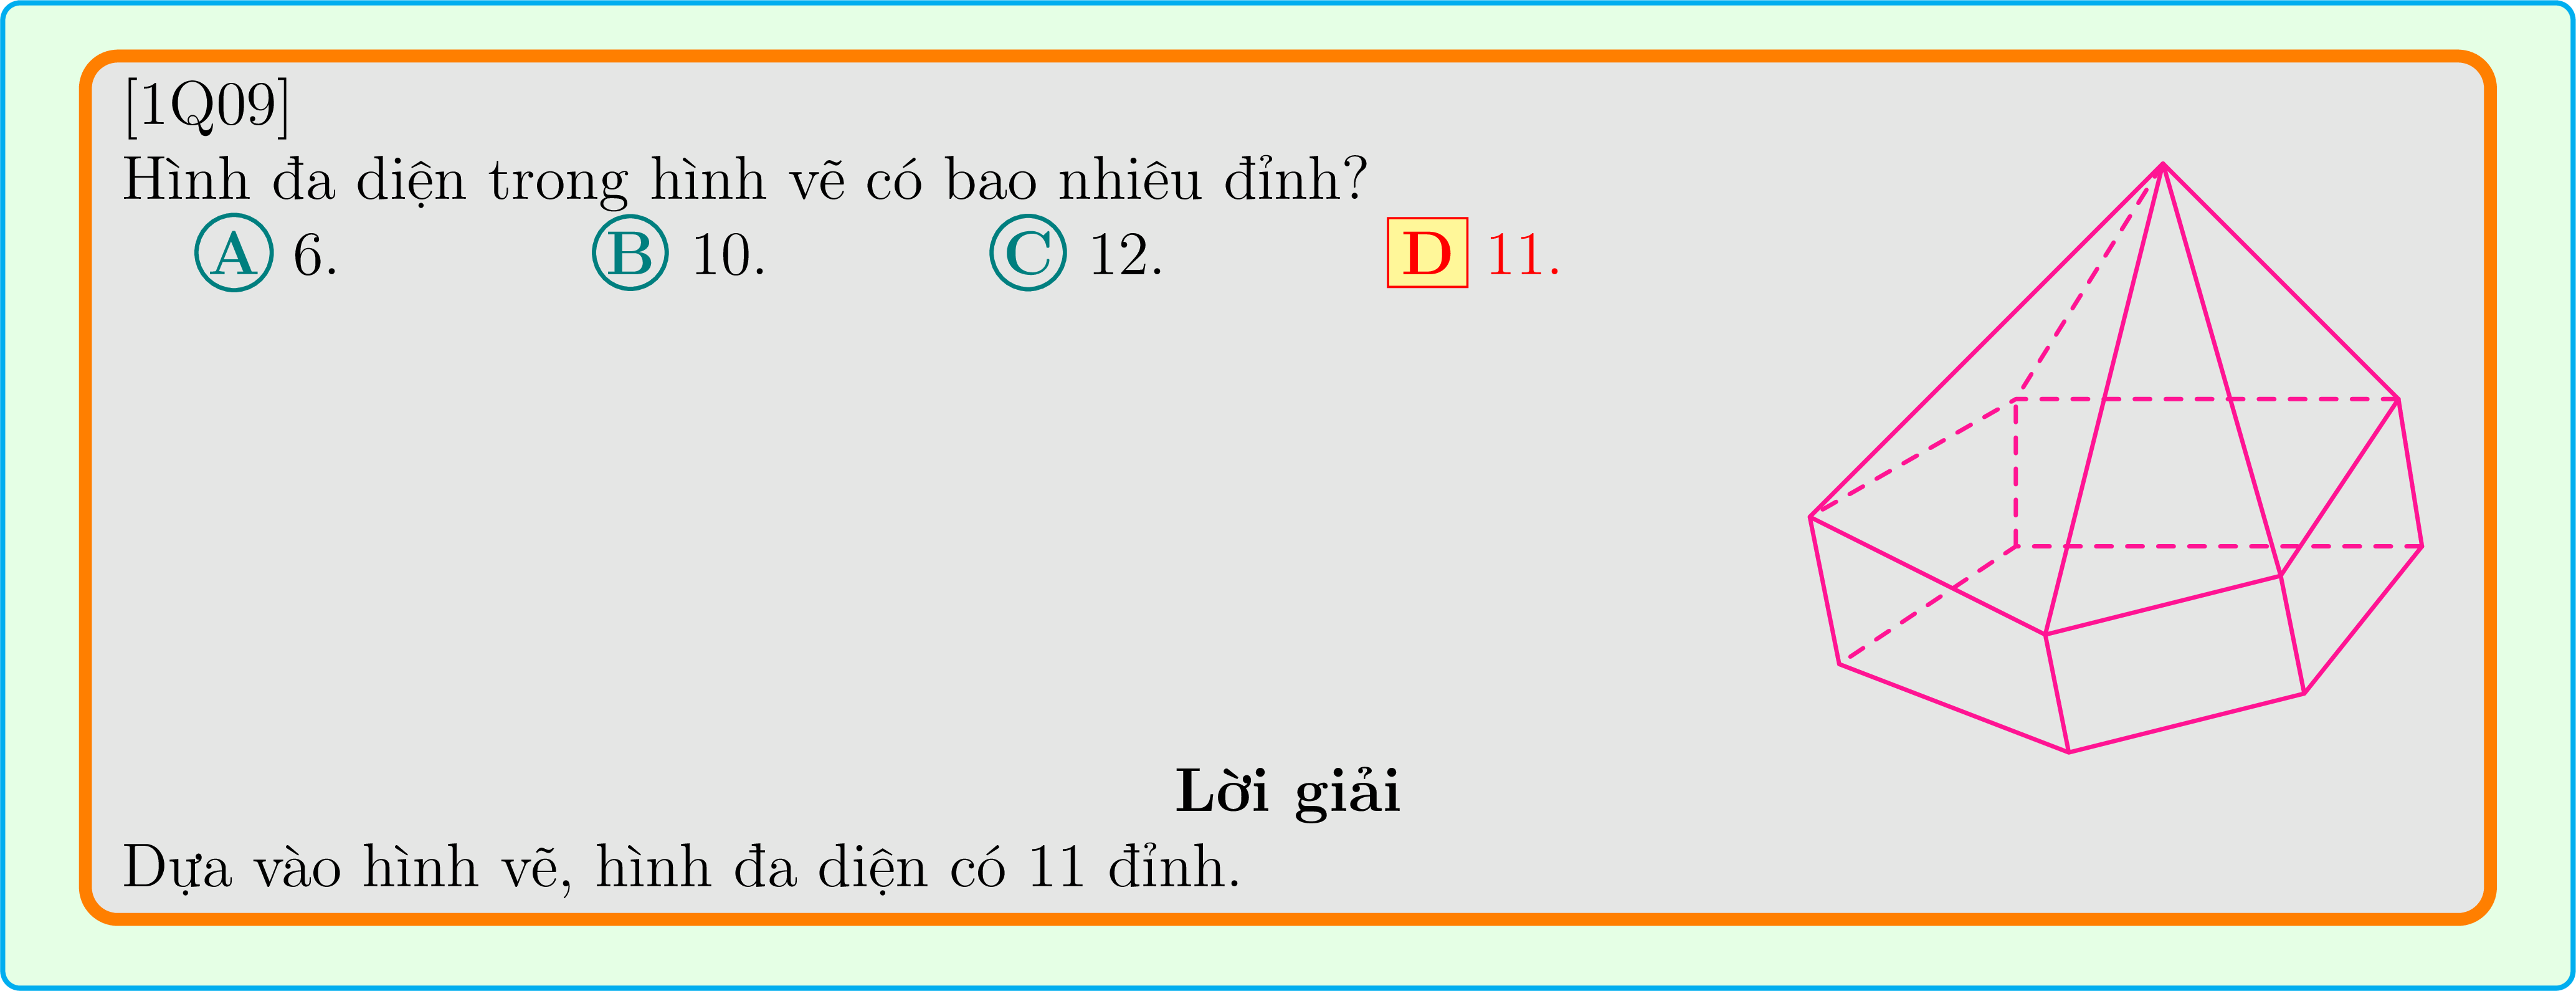 [1Q09]
Hình đa diện trong hình vẽ có bao nhiêu đỉnh?
A 6. B 10. C 12. D 11.
Lời giải
Dựa vào hình vẽ, hình đa diện có 11 đỉnh.